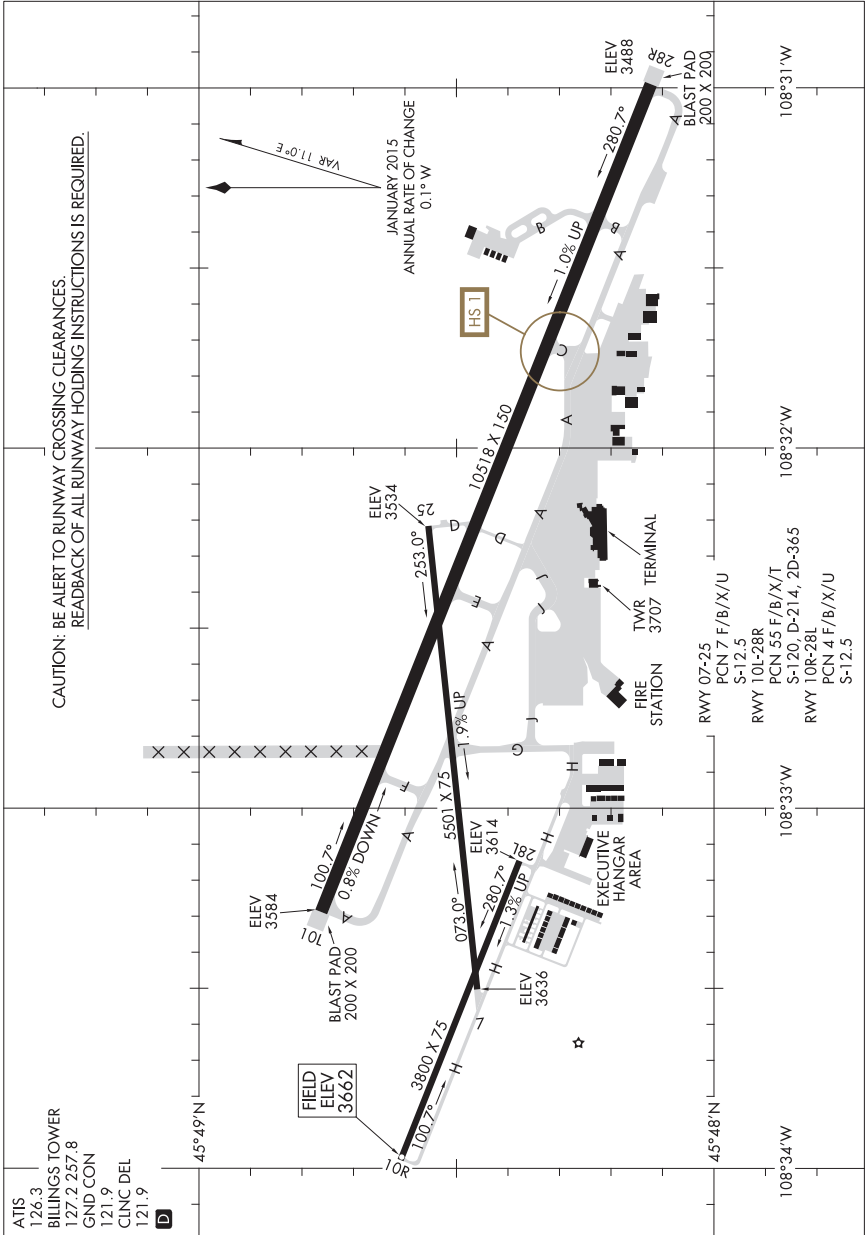 ATIS
126.3
BILLINGS TOWER
127.2 257.8
GND CON
121.9
CLNC DEL
121.9
D
CAUTION: BE ALERT TO RUNWAY CROSSING CLEARANCES.
READBACK OF ALL RUNWAY HOLDING INSTRUCTIONS IS REQUIRED.
VAR 11.0° E
JANUARY 2015
ANNUAL RATE OF CHANGE
0.1° W
45°49'N
45°48'N
108°34'W
108°33'W
108°32'W
108°31'W
FIELD
ELEV
3662
10R
100.7°
3800 X 75
H
L
H
ELEV
3636
280.7°
1.3% UP
28L
ELEV
3614
H
H
H
EXECUTIVE
HANGAR
AREA
BLAST PAD
200 X 200
10L
ELEV
3584
A
100.7°
0.8% DOWN
F
A
073.0°
5501 X 75
1.9% UP
253.0°
25
ELEV
3534
G
J
A
E
D
D
J
J
A
A
10518 X 150
HS 1
C
1.0% UP
B
B
A
280.7°
A
ELEV
3488
28R
BLAST PAD
200 X 200
FIRE
STATION
TWR
3707
TERMINAL
RWY 07-25
PCN 7 F/B/X/U
S-12.5
RWY 10L-28R
PCN 55 F/B/X/T
S-120, D-214, 2D-365
RWY 10R-28L
PCN 4 F/B/X/U
S-12.5